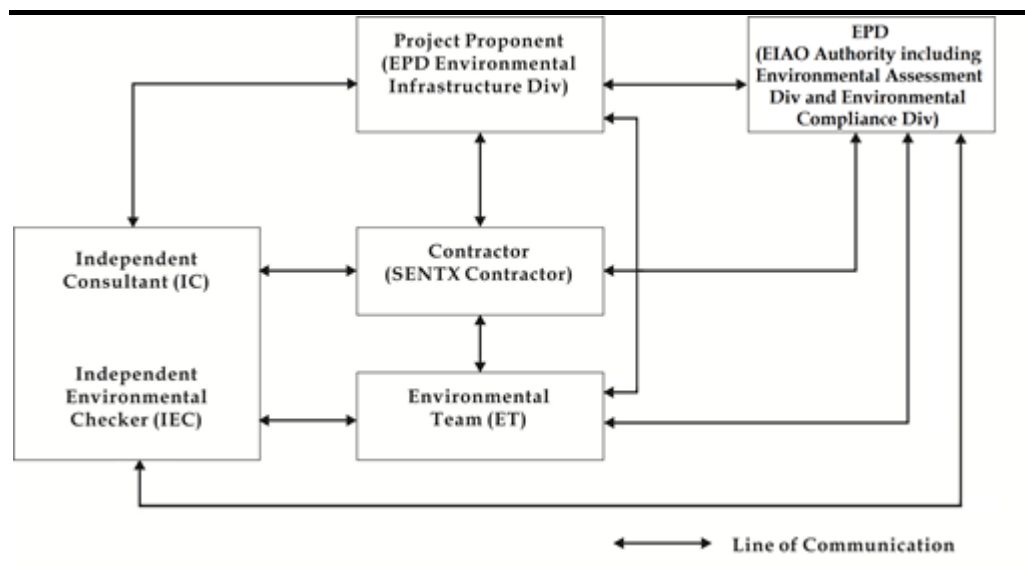 Project Proponent
(EPD Environmental
Infrastructure Div)
EPD
(EIAO Authority including
Environmental Assessment
Div and Environmental
Compliance Div)
Independent
Consultant (IC)
Contractor
(SENTX Contractor)
Independent
Environmental
Checker (IEC)
Environmental
Team (ET)
Line of Communication